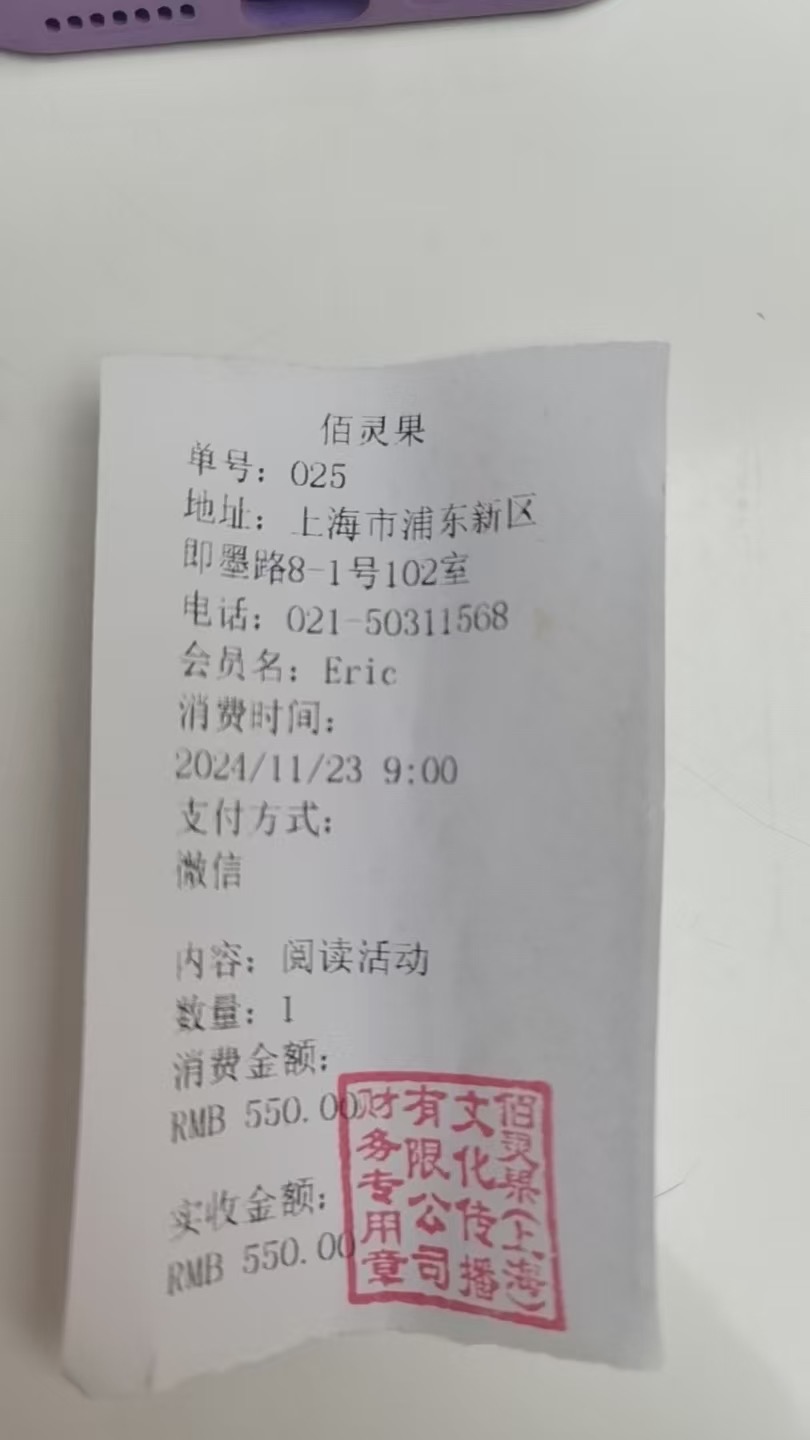 佰灵果
单号：025
地址：上海市浦东新区
即墨路8-1号102室
电话：021-50311568
会员名：Eric
消费时间：
2024/11/23 9:00
支付方式：
微信
内容：阅读活动
数量：1
消费金额：
RMB 550.00
实收金额：
RMB 550.00
佰灵果(上海)
文化传播
有限公司
财务专用章